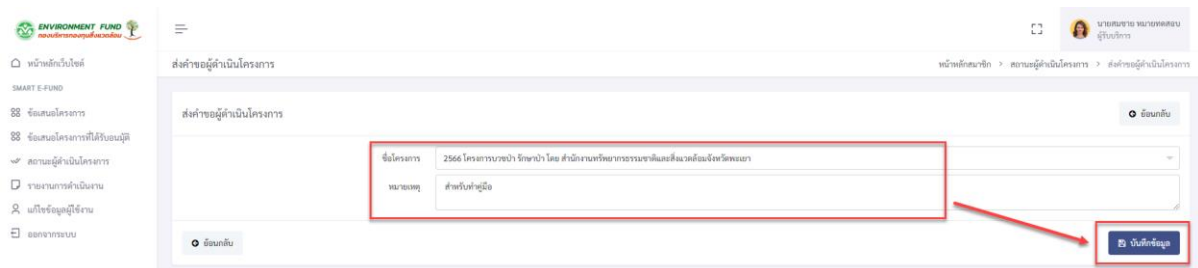 ENVIRONMENT FUND
กองบริหารกองทุนสิ่งแวดล้อม
นายสมชาย หมายทดสอบ
ผู้รับบริการ
หน้าหลักเว็บไซต์
ส่งคำขอผู้ดำเนินโครงการ
หน้าหลักสมาชิก > สถานะผู้ดำเนินโครงการ > ส่งคำขอผู้ดำเนินโครงการ
SMART E-FUND
ข้อเสนอโครงการ
ส่งคำขอผู้ดำเนินโครงการ
ย้อนกลับ
ข้อเสนอโครงการที่ได้รับอนุมัติ
สถานะผู้ดำเนินโครงการ
ชื่อโครงการ
2566 โครงการบวชป่า รักษาป่า โดย สำนักงานทรัพยากรธรรมชาติและสิ่งแวดล้อมจังหวัดพะเยา
รายงานการดำเนินงาน
หมายเหตุ
สำหรับทำคู่มือ
แก้ไขข้อมูลผู้ใช้งาน
ออกจากระบบ
ย้อนกลับ
บันทึกข้อมูล